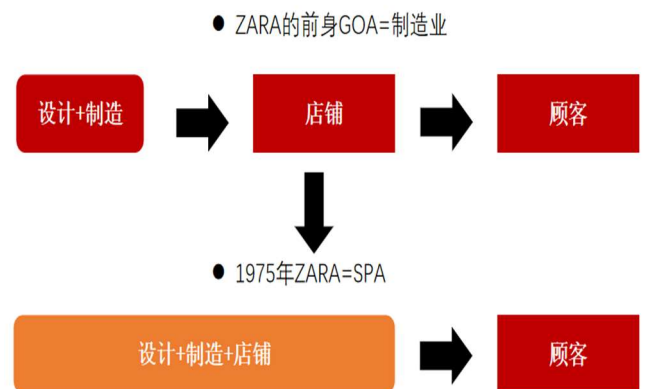 ● ZARA的前身GOA=制造业
设计+制造
店铺
顾客
● 1975年ZARA=SPA
设计+制造+店铺
顾客